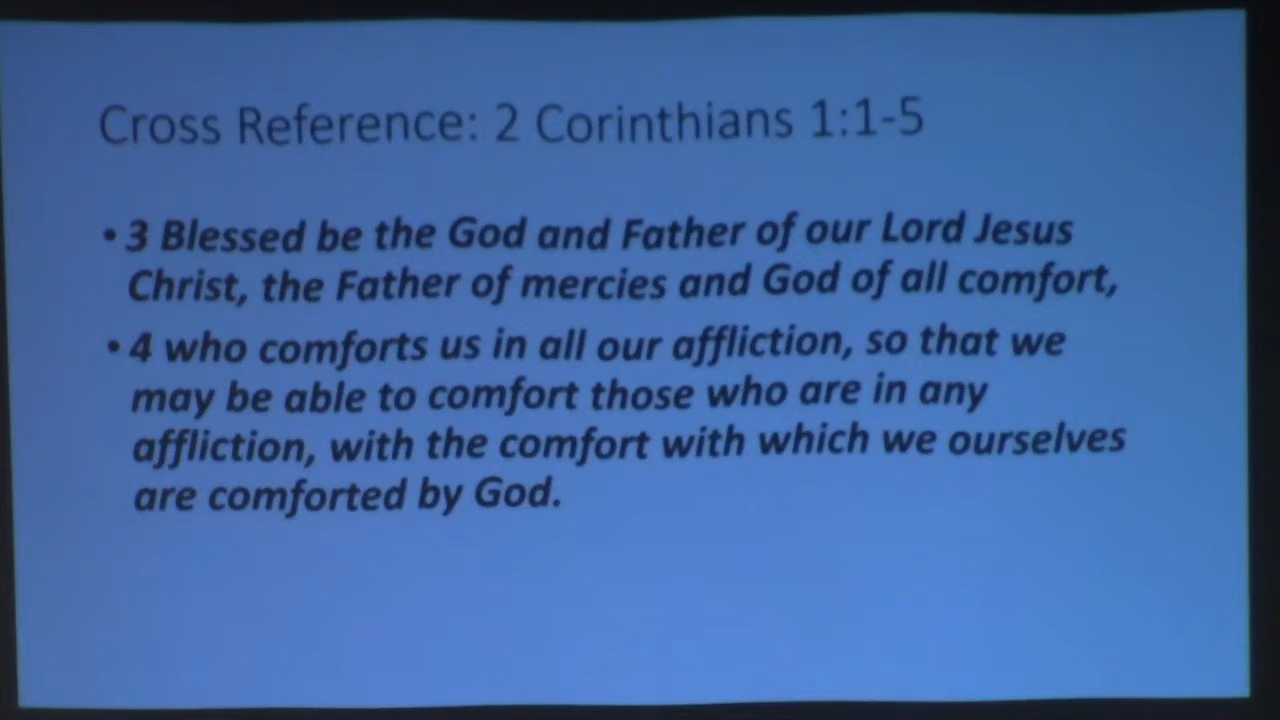 Cross Reference: 2 Corinthians 1:1-5
• 3 Blessed be the God and Father of our Lord Jesus
Christ, the Father of mercies and God of all comfort,
• 4 who comforts us in all our affliction, so that we
may be able to comfort those who are in any
affliction, with the comfort with which we ourselves
are comforted by God.